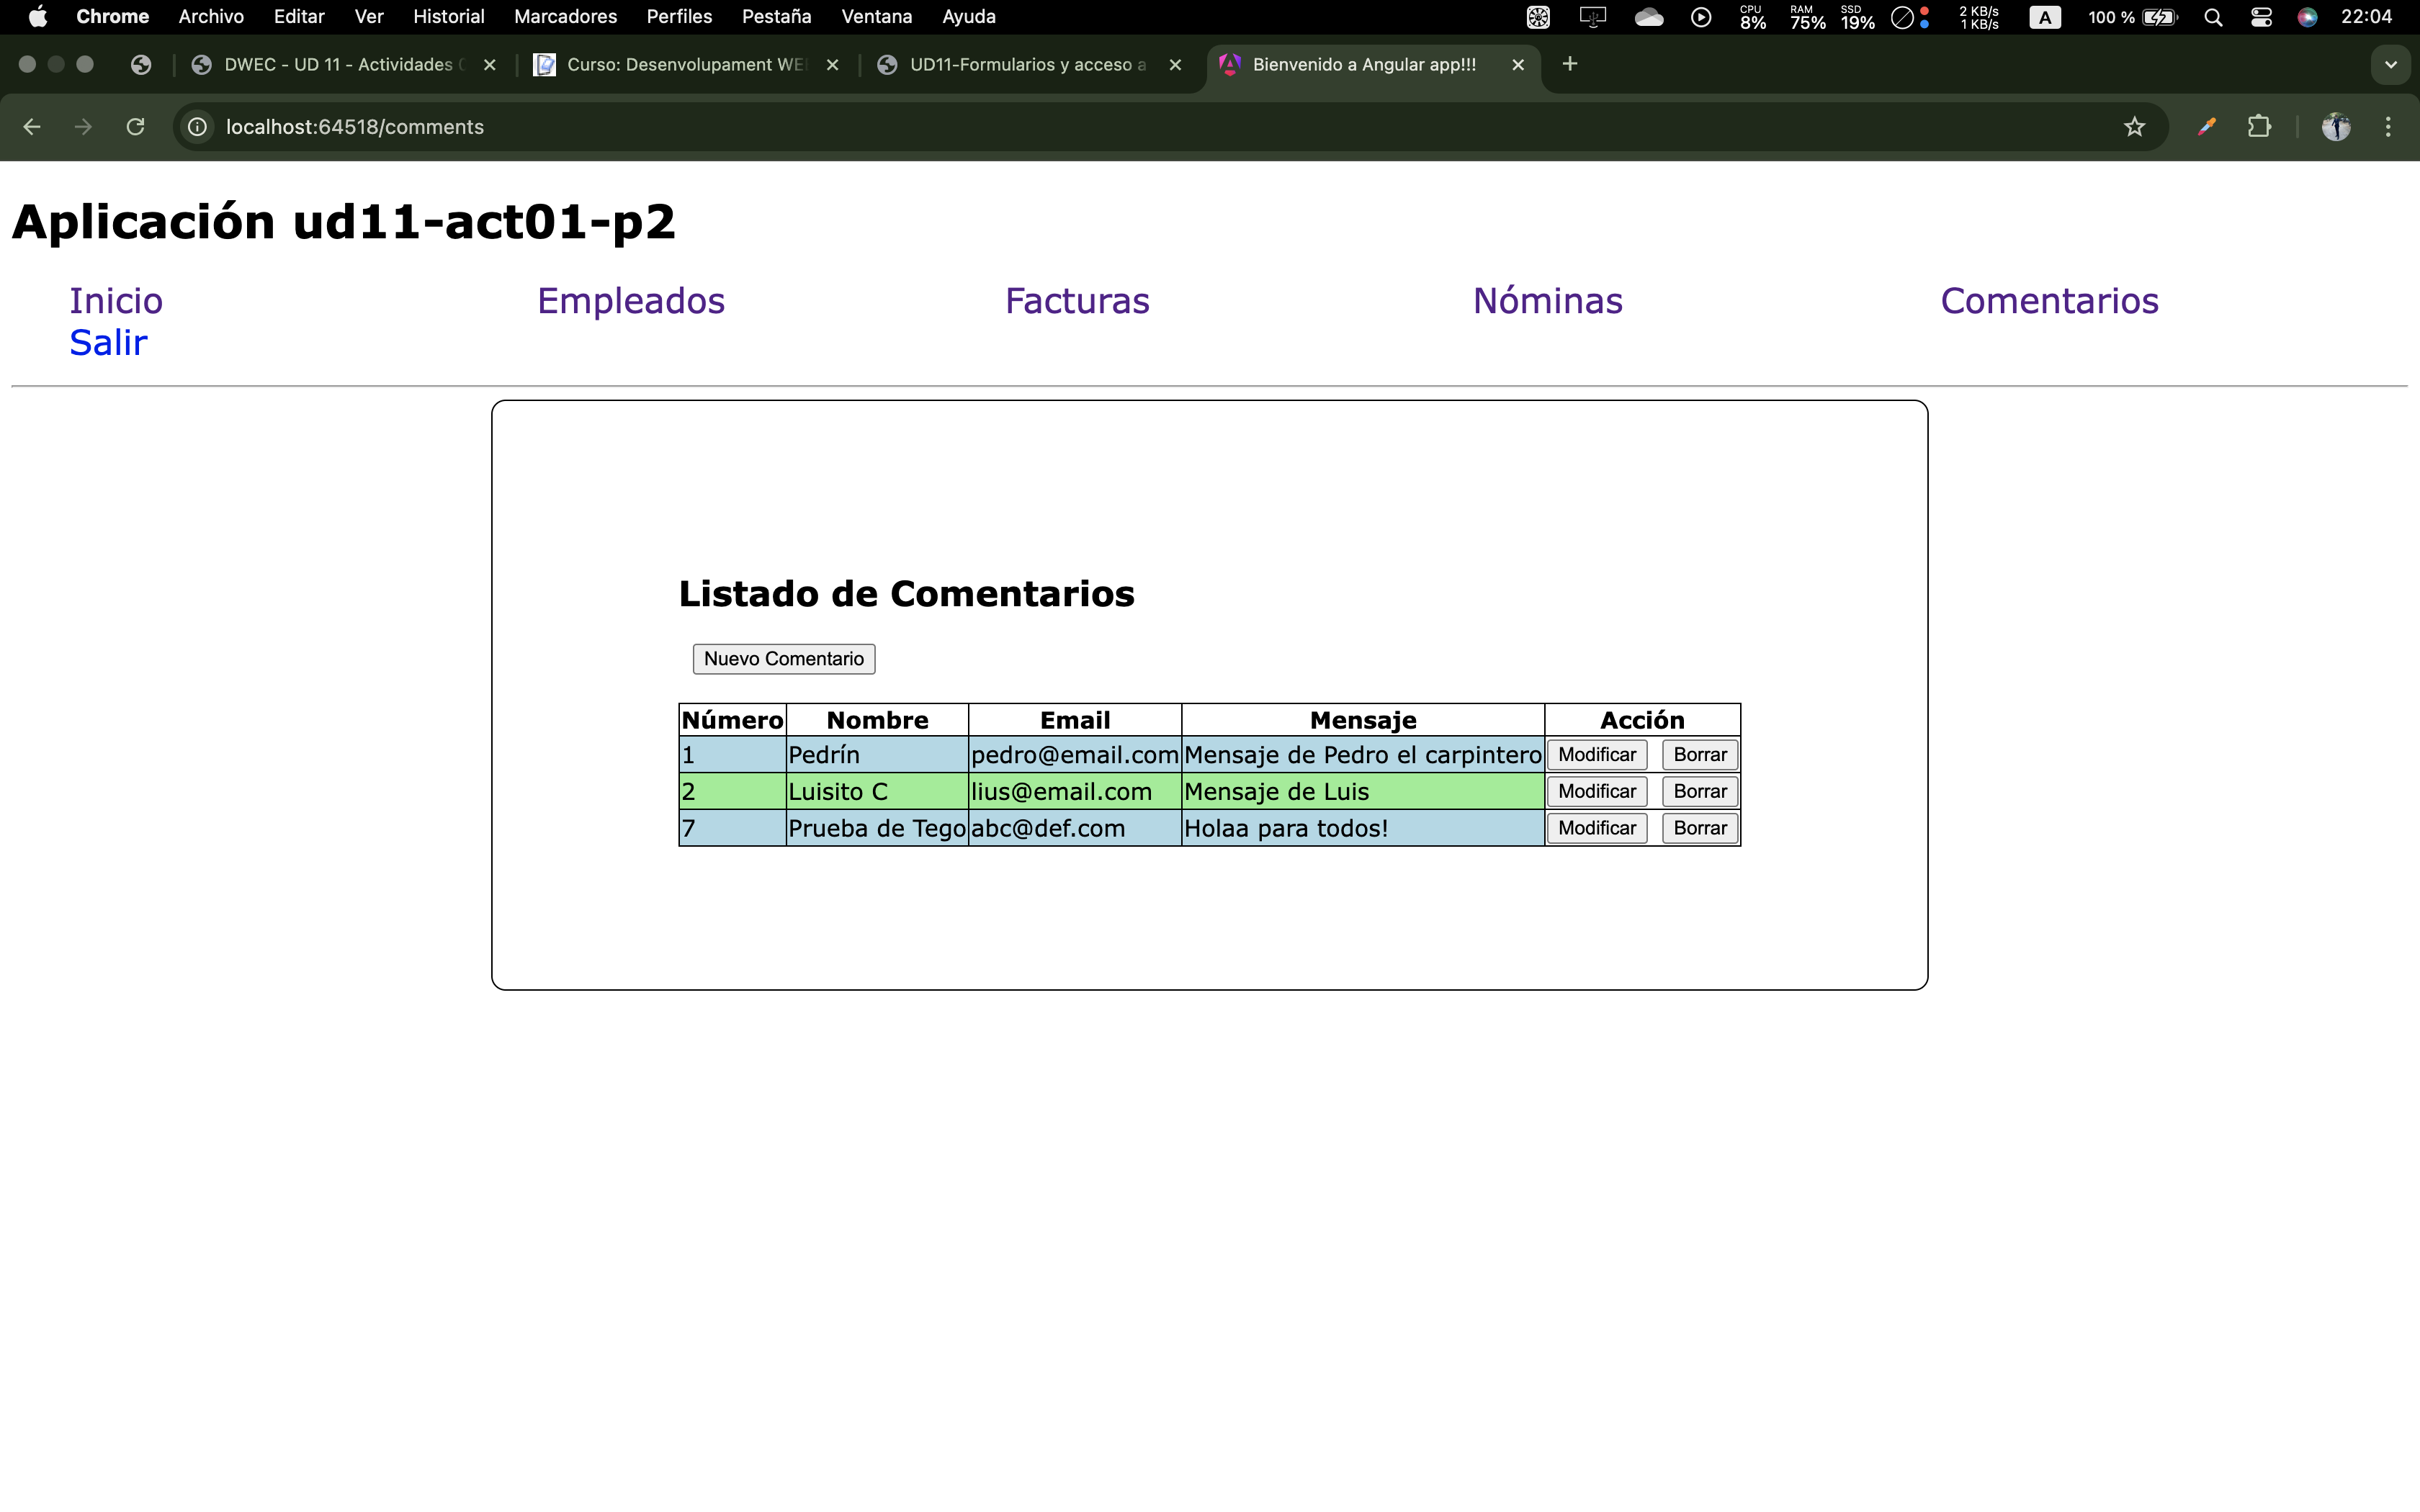 Chrome Archivo Editar Ver Historial Marcadores Perfiles Pestaña Ventana Ayuda CPU 8% RAM 75% SSD 19% 2 KB/s 1 KB/s A 100 % 22:04
DWEC - UD 11 - Actividades Curso: Desenvolupament WE UD11-Formularios y acceso a Bienvenido a Angular app!!!
localhost:64518/comments
Aplicación ud11-act01-p2
Inicio Empleados Facturas Nóminas Comentarios
Salir
Listado de Comentarios
Nuevo Comentario
Número Nombre Email Mensaje Acción
1 Pedrín pedro@email.com Mensaje de Pedro el carpintero Modificar Borrar
2 Luisito C lius@email.com Mensaje de Luis Modificar Borrar
7 Prueba de Tego abc@def.com Holaa para todos! Modificar Borrar